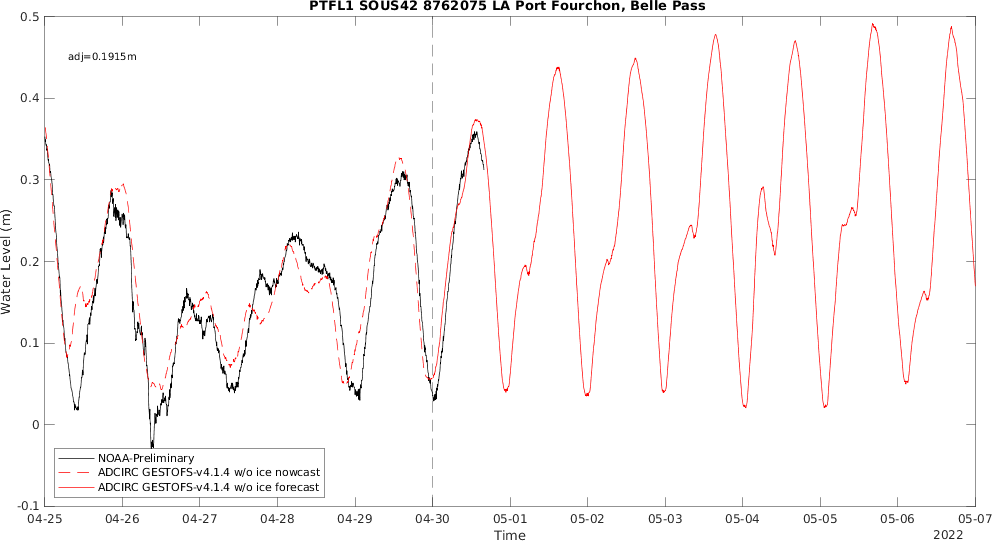 PTFL1 SOUS42 8762075 LA Port Fourchon, Belle Pass
adj=0.1915m
0.5
0.4
0.3
0.2
0.1
0
-0.1
Water Level (m)
NOAA-Preliminary
ADCIRC GESTOFS-v4.1.4 w/o ice nowcast
ADCIRC GESTOFS-v4.1.4 w/o ice forecast
04-25 04-26 04-27 04-28 04-29 04-30 05-01 05-02 05-03 05-04 05-05 05-06 05-07
Time
2022